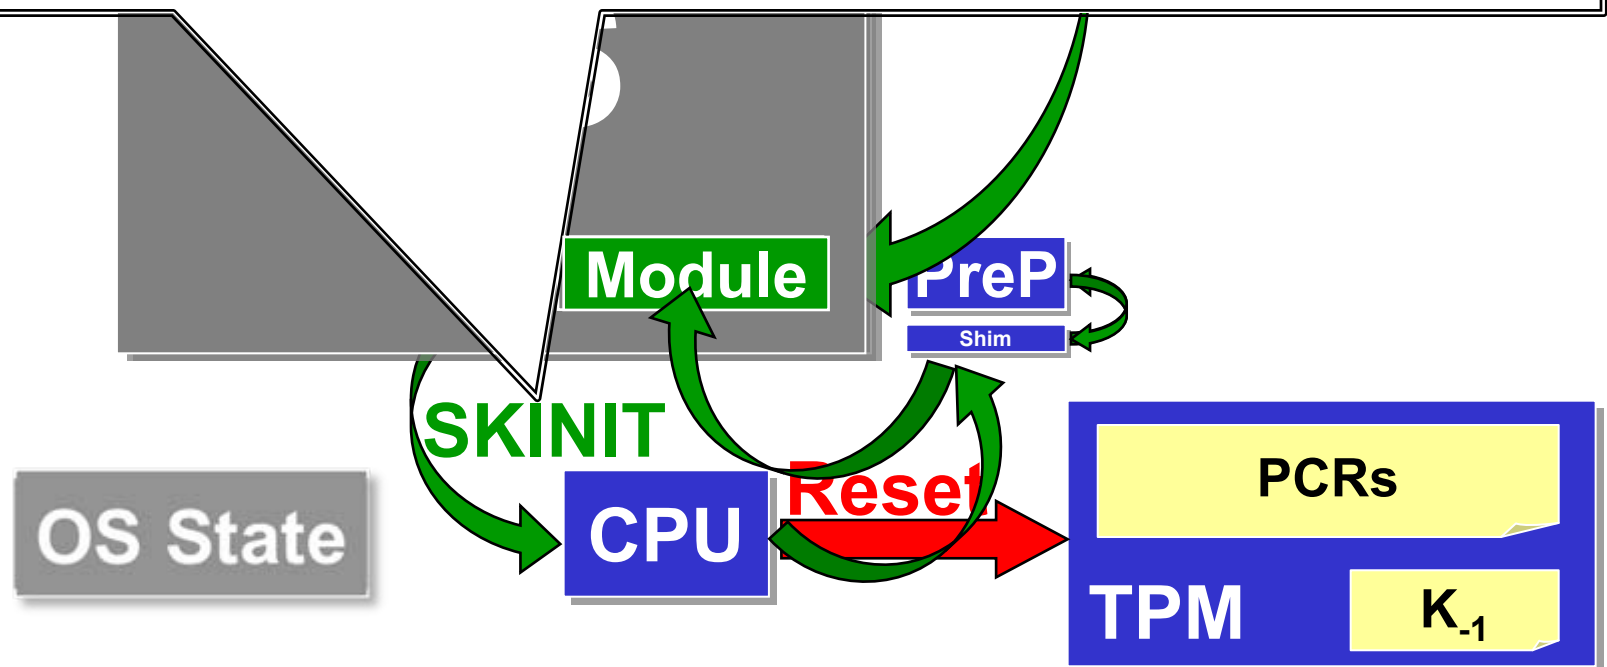 Module
PreP
Shim
SKINIT
Reset
PCRs
OS State
CPU
TPM
K-1